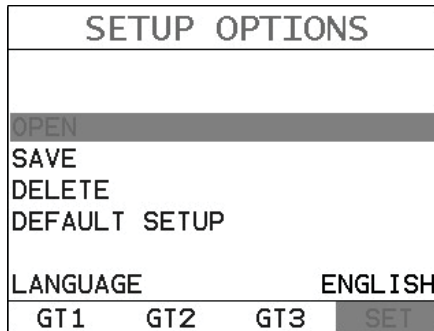 SETUP OPTIONS
OPEN
SAVE
DELETE
DEFAULT SETUP
LANGUAGE ENGLISH
GT1 GT2 GT3 SET